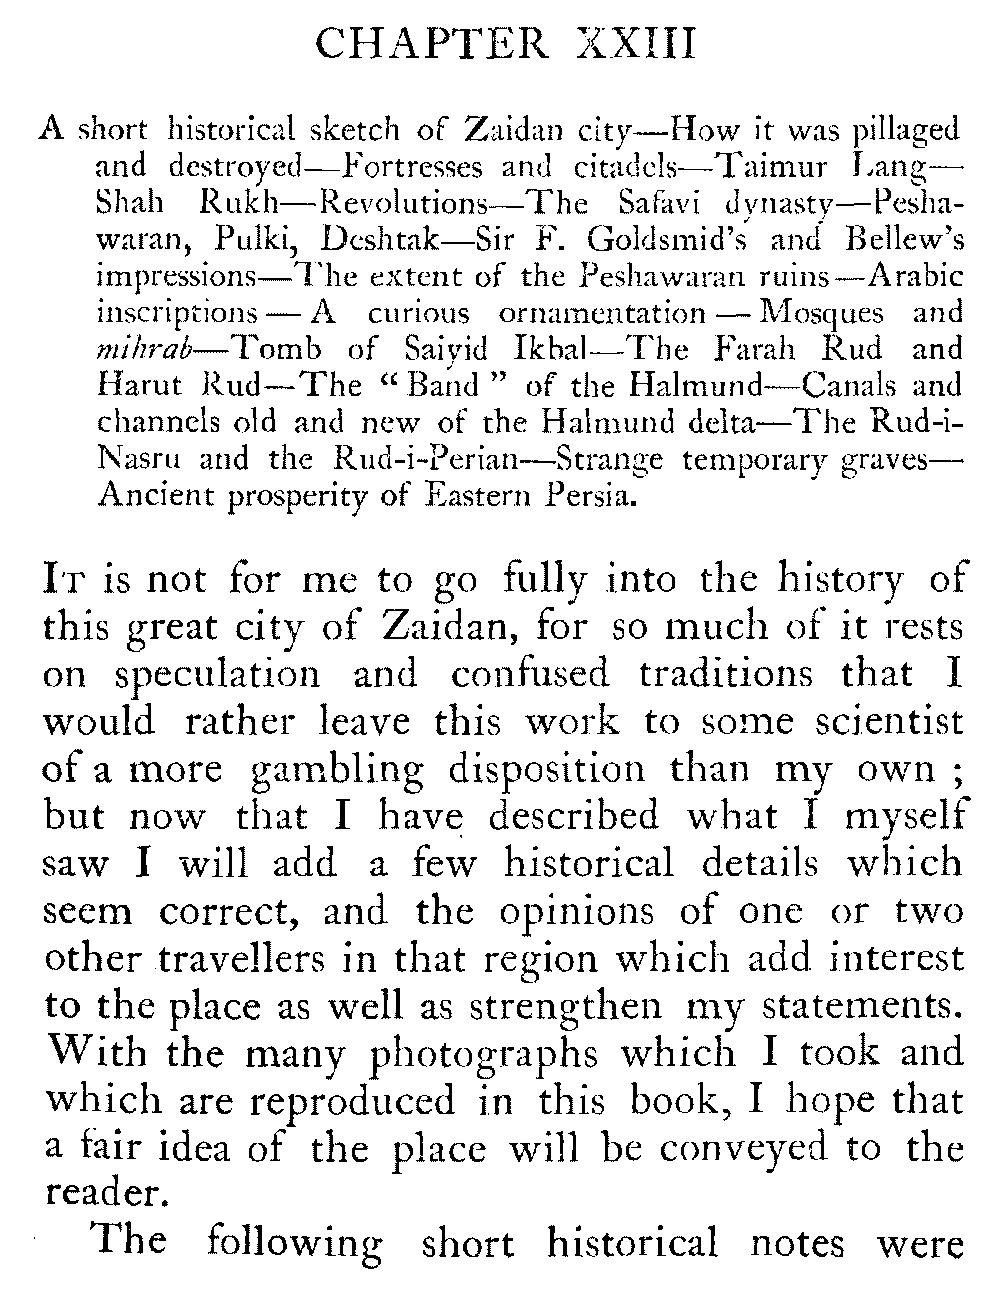 CHAPTER XXIII
A short historical sketch of Zaidan city—How it was pillaged
and destroyed—Fortresses and citadels—Taimur Lang—
Shah Rukh—Revolutions—The Safavi dynasty—Pesha-
waran, Pulki, Deshtak—Sir F. Goldsmid's and Bellew's
impressions—The extent of the Peshawaran ruins—Arabic
inscriptions — A curious ornamentation — Mosques and
mihrab—Tomb of Saiyid Ikbal—The Farah Rud and
Harut Rud—The “ Band ” of the Halmund—Canals and
channels old and new of the Halmund delta—The Rud-i-
Nasru and the Rud-i-Perian—Strange temporary graves—
Ancient prosperity of Eastern Persia.
IT is not for me to go fully into the history of
this great city of Zaidan, for so much of it rests
on speculation and confused traditions that I
would rather leave this work to some scientist
of a more gambling disposition than my own ;
but now that I have described what I myself
saw I will add a few historical details which
seem correct, and the opinions of one or two
other travellers in that region which add interest
to the place as well as strengthen my statements.
With the many photographs which I took and
which are reproduced in this book, I hope that
a fair idea of the place will be conveyed to the
reader.
The following short historical notes were